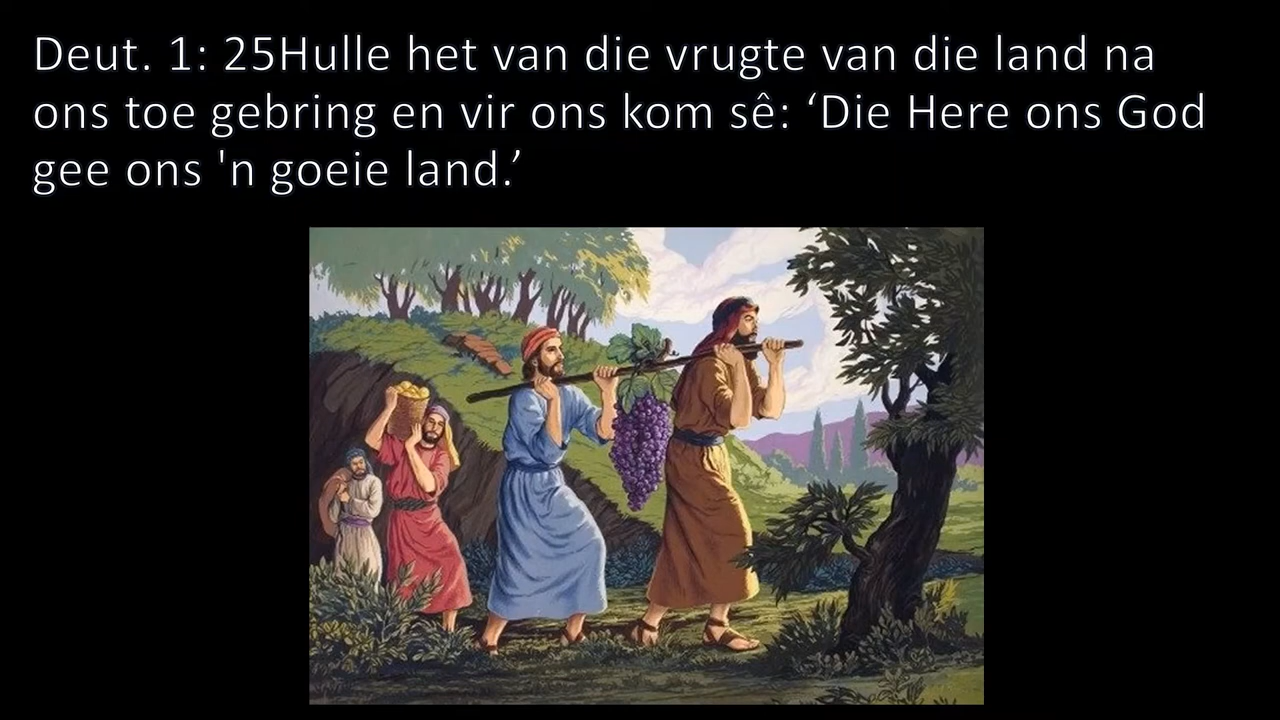 Deut. 1: 25Hulle het van die vrugte van die land na
ons toe gebring en vir ons kom sê: ‘Die Here ons God
gee ons 'n goeie land.’